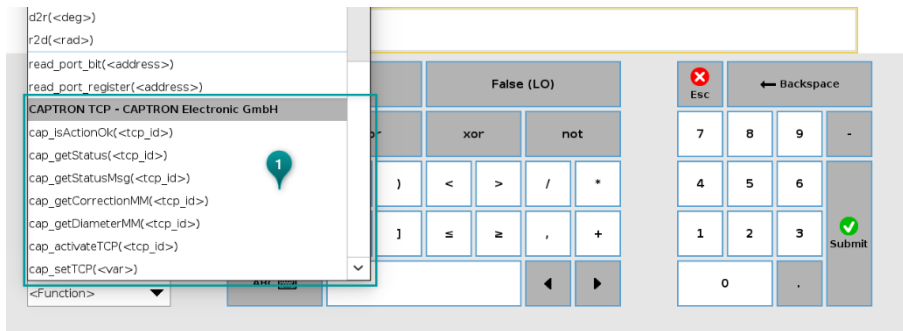 d2r(<deg>)
r2d(<rad>)
read_port_bit(<address>)
read_port_register(<address>)
CAPTRON TCP - CAPTRON Electronic GmbH
cap_isActionOk(<tcp_id>)
cap_getStatus(<tcp_id>)
cap_getStatusMsg(<tcp_id>)
cap_getCorrectionMM(<tcp_id>)
cap_getDiameterMM(<tcp_id>)
cap_activateTCP(<tcp_id>)
cap_setTCP(<var>)
<Function>
1
False (LO)
Esc
Backspace
xor not
7 8 9 -
) < > / *
4 5 6
] ≤ ≥ , +
1 2 3 Submit
0 .